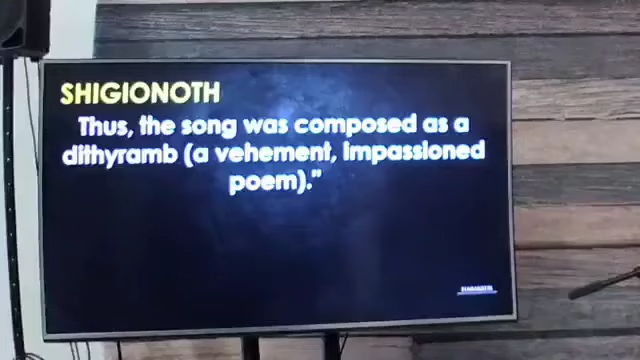 SHIGIONOTH
Thus, the song was composed as a
dithyramb (a vehement, impassioned
poem)."